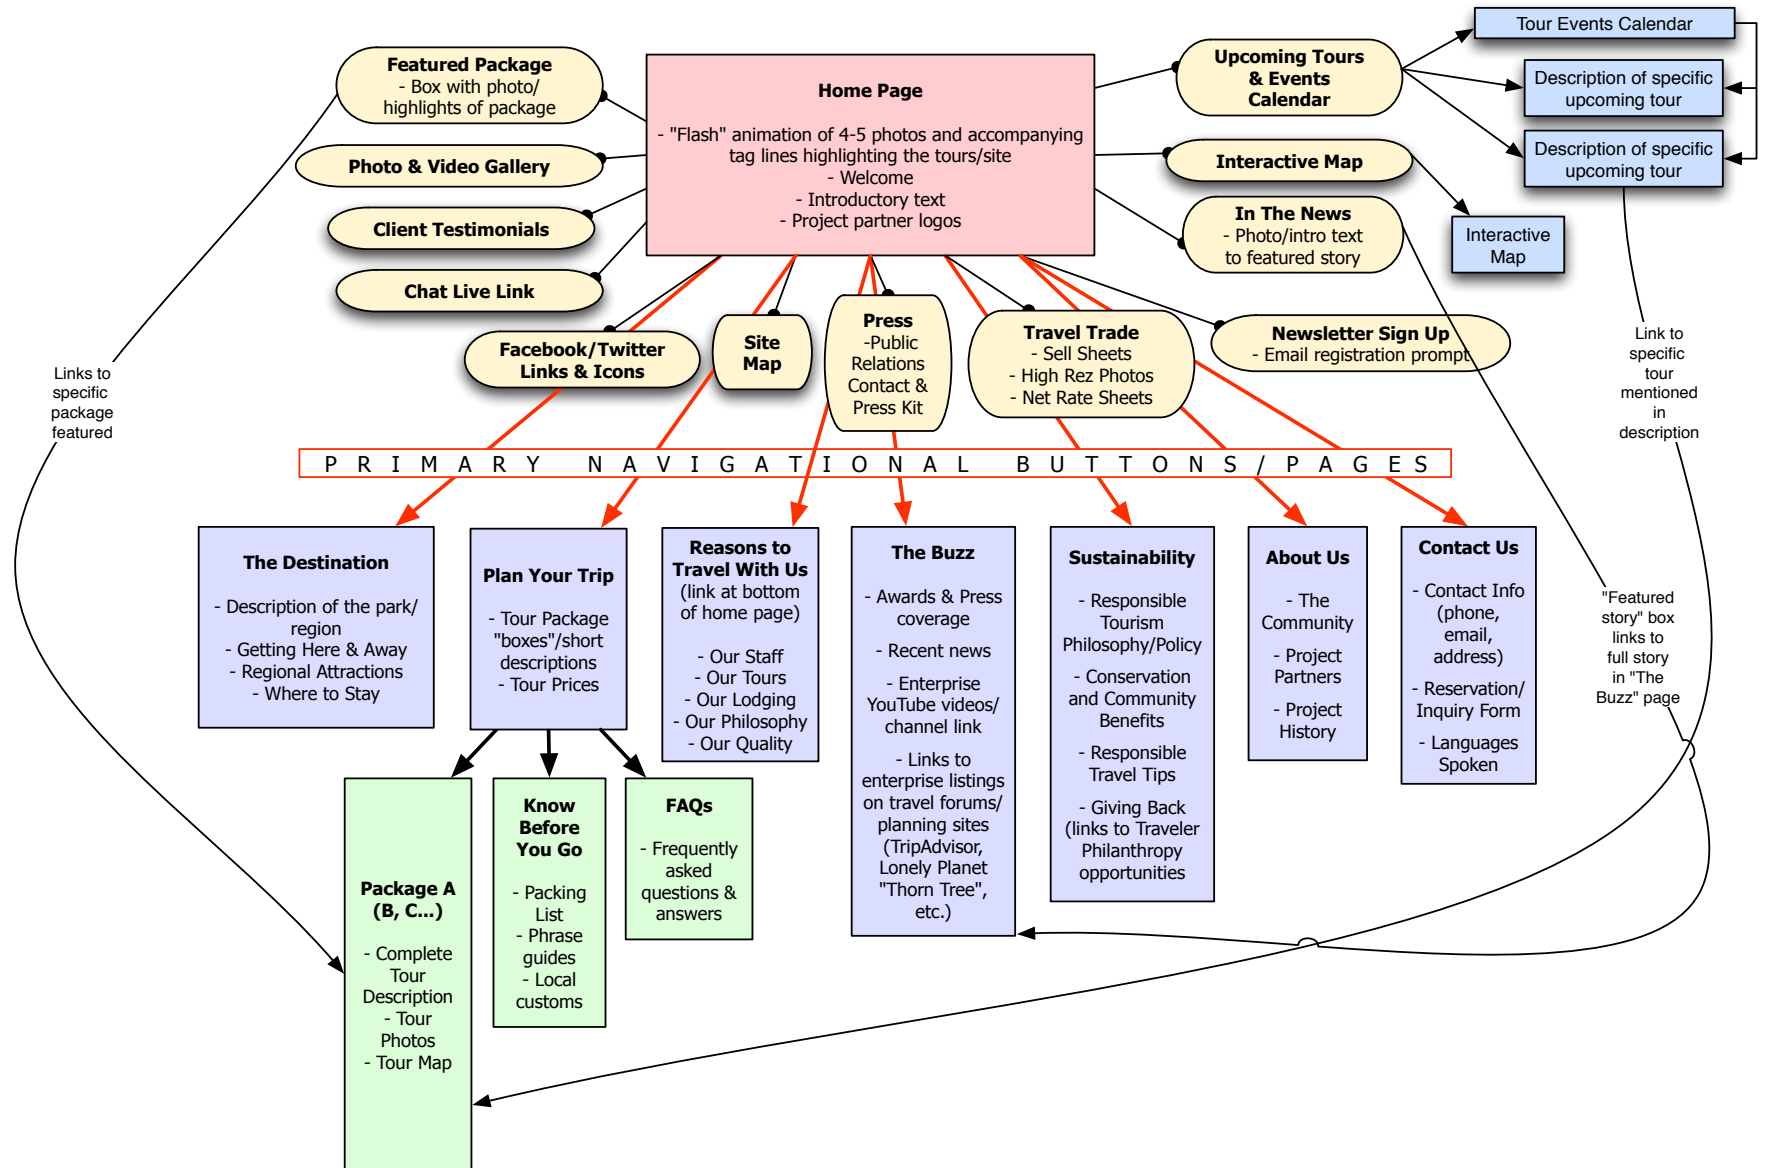 Tour Events Calendar
Featured Package
- Box with photo/
highlights of package
Home Page
- "Flash" animation of 4-5 photos and accompanying
tag lines highlighting the tours/site
- Welcome
- Introductory text
- Project partner logos
Upcoming Tours
& Events
Calendar
Description of specific
upcoming tour
Description of specific
upcoming tour
Photo & Video Gallery
Interactive Map
Client Testimonials
In The News
- Photo/intro text
to featured story
Interactive
Map
Chat Live Link
Facebook/Twitter
Links & Icons
Site
Map
Press
-Public
Relations
Contact &
Press Kit
Travel Trade
- Sell Sheets
- High Rez Photos
- Net Rate Sheets
Newsletter Sign Up
- Email registration prompt
Links to
specific
package
featured
Link to
specific
tour
mentioned
in
description
PRIMARY NAVIGATIONAL BUTTONS/PAGES
The Destination
- Description of the park/
region
- Getting Here & Away
- Regional Attractions
- Where to Stay
Plan Your Trip
- Tour Package
"boxes"/short
descriptions
- Tour Prices
Reasons to
Travel With Us
(link at bottom
of home page)
- Our Staff
- Our Tours
- Our Lodging
- Our Philosophy
- Our Quality
The Buzz
- Awards & Press
coverage
- Recent news
- Enterprise
YouTube videos/
channel link
- Links to
enterprise listings
on travel forums/
planning sites
(TripAdvisor,
Lonely Planet
"Thorn Tree",
etc.)
Sustainability
- Responsible
Tourism
Philosophy/Policy
- Conservation
and Community
Benefits
- Responsible
Travel Tips
- Giving Back
(links to Traveler
Philanthropy
opportunities
About Us
- The
Community
- Project
Partners
- Project
History
Contact Us
- Contact Info
(phone,
email,
address)
- Reservation/
Inquiry Form
- Languages
Spoken
"Featured
story" box
links to
full story
in "The
Buzz" page
Package A
(B, C...)
- Complete
Tour
Description
- Tour
Photos
- Tour Map
Know
Before
You Go
- Packing
List
- Phrase
guides
- Local
customs
FAQs
- Frequently
asked
questions &
answers